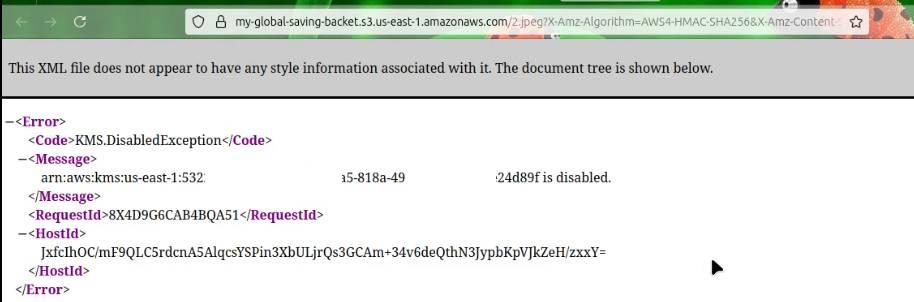 my-global-saving-backet.s3.us-east-1.amazonaws.com/2.jpeg?X-Amz-Algorithm=AWS4-HMAC-SHA256&X-Amz-Content-
This XML file does not appear to have any style information associated with it. The document tree is shown below.
−<Error>
<Code>KMS.DisabledException</Code>
−<Message>
arn:aws:kms:us-east-1:532 a5-818a-49 24d89f is disabled.
</Message>
<RequestId>8X4D9G6CAB4BQA51</RequestId>
−<HostId>
JxfcIhOC/mF9QLC5rdcnA5AlqcsYSPin3XbULjrQs3GCAm+34v6deQthN3JypbKpVJkZeH/zxxY=
</HostId>
</Error>